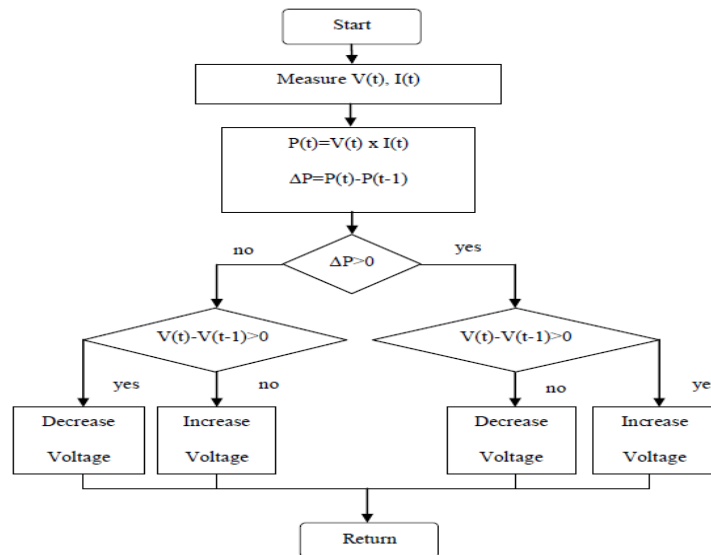 Start
Measure V(t), I(t)
P(t)=V(t) x I(t)
ΔP=P(t)-P(t-1)
no
yes
ΔP>0
V(t)-V(t-1)>0
V(t)-V(t-1)>0
yes
no
no
ye
Decrease
Voltage
Increase
Voltage
Decrease
Voltage
Increase
Voltage
Return